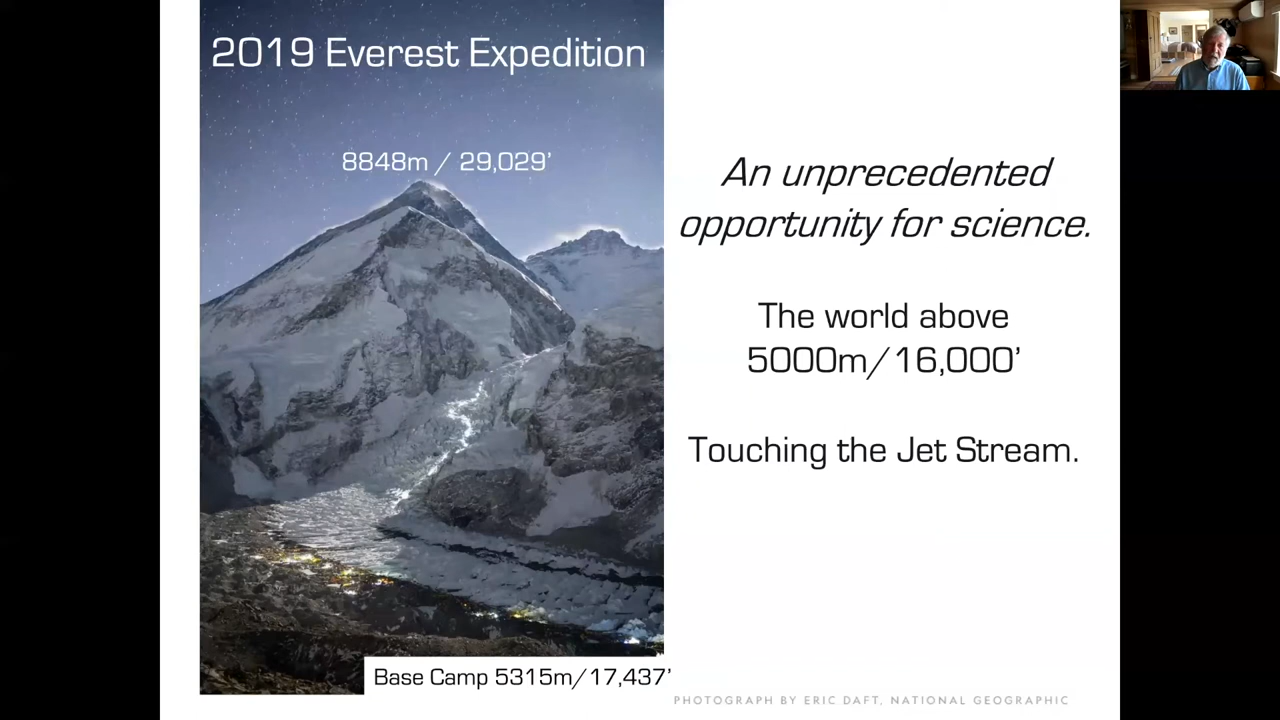 2019 Everest Expedition
8848m / 29,029'
An unprecedented
opportunity for science.
The world above
5000m/16,000'
Touching the Jet Stream.
Base Camp 5315m/17,437'
PHOTOGRAPH BY ERIC DAFT, NATIONAL GEOGRAPHIC